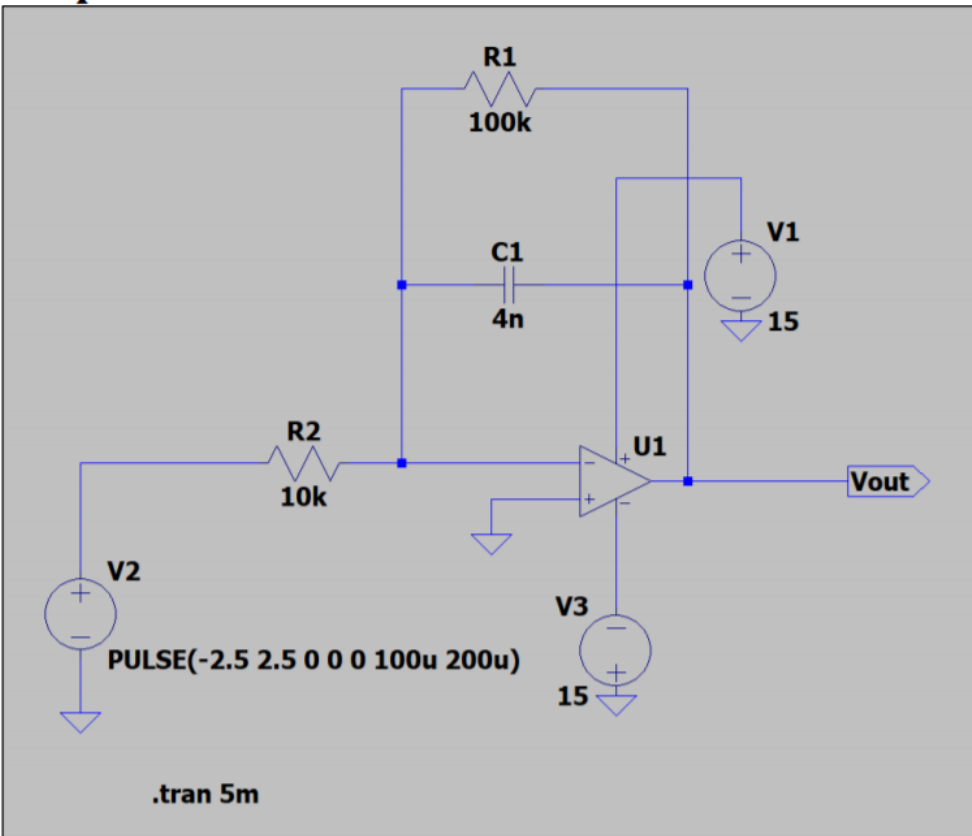 R1
100k
V1
+
−
15
C1
4n
R2
10k
U1
+
−
+
−
Vout
V2
+
−
PULSE(-2.5 2.5 0 0 0 100u 200u)
V3
−
+
15
.tran 5m